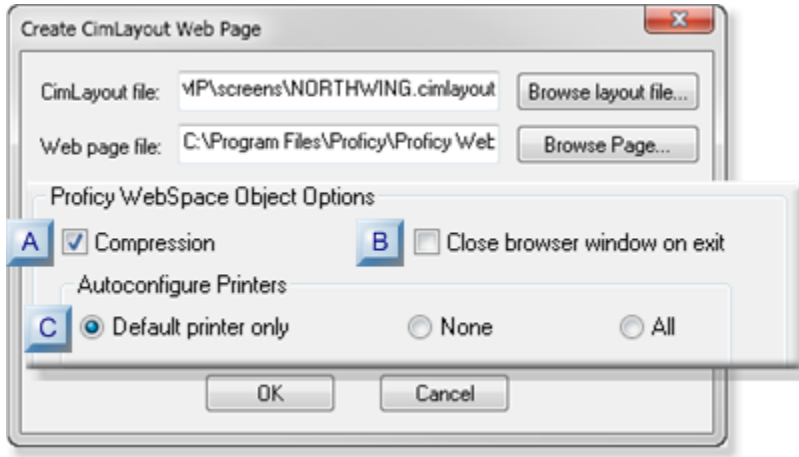 Create CimLayout Web Page
CimLayout file: MP\screens\NORTHWING.cimlayout Browse layout file...
Web page file: C:\Program Files\Proficy\Proficy Web Browse Page...
Proficy WebSpace Object Options
A Compression B Close browser window on exit
Autoconfigure Printers
C Default printer only None All
OK Cancel